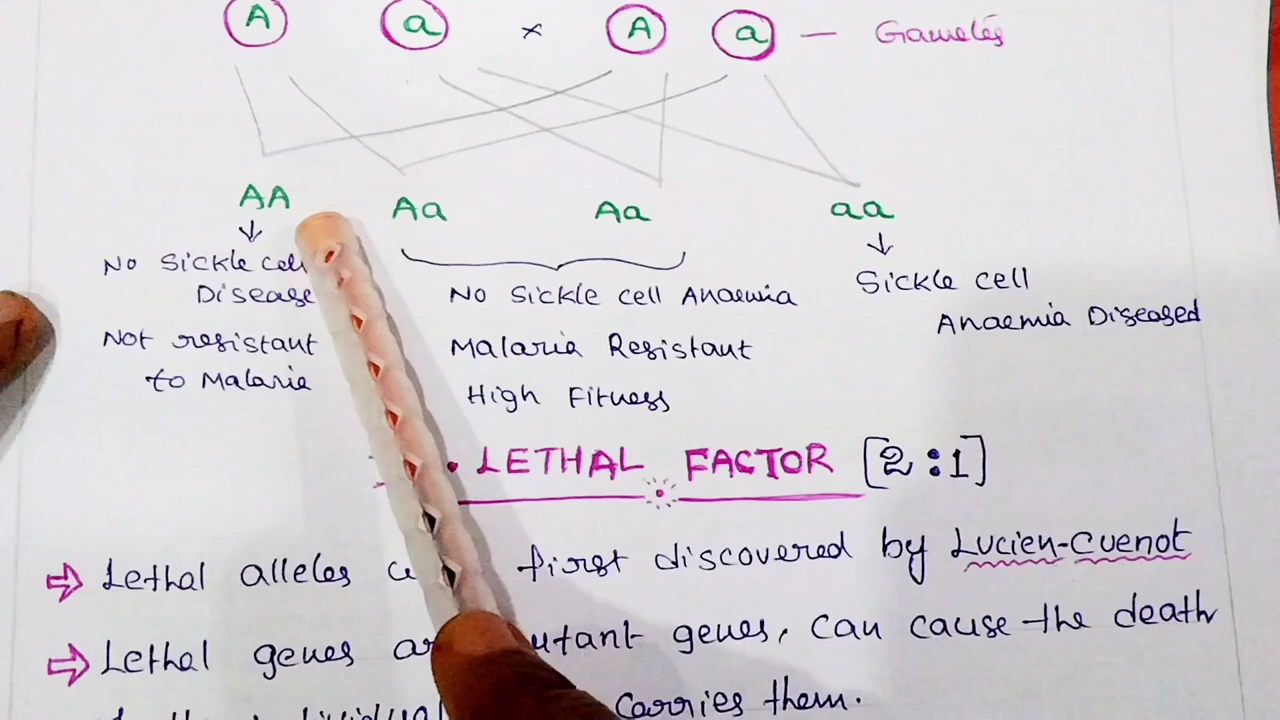 A a × A a — Gametes
AA Aa Aa aa
No Sickle cell
Disease
Not resistant
to Malaria
No Sickle cell Anaemia
Malaria Resistant
High Fitness
Sickle cell
Anaemia Diseased
• LETHAL FACTOR [2:1]
⇨ Lethal alleles first discovered by Lucien-Cuenot
⇨ Lethal genes genes, can cause the death
carries them.